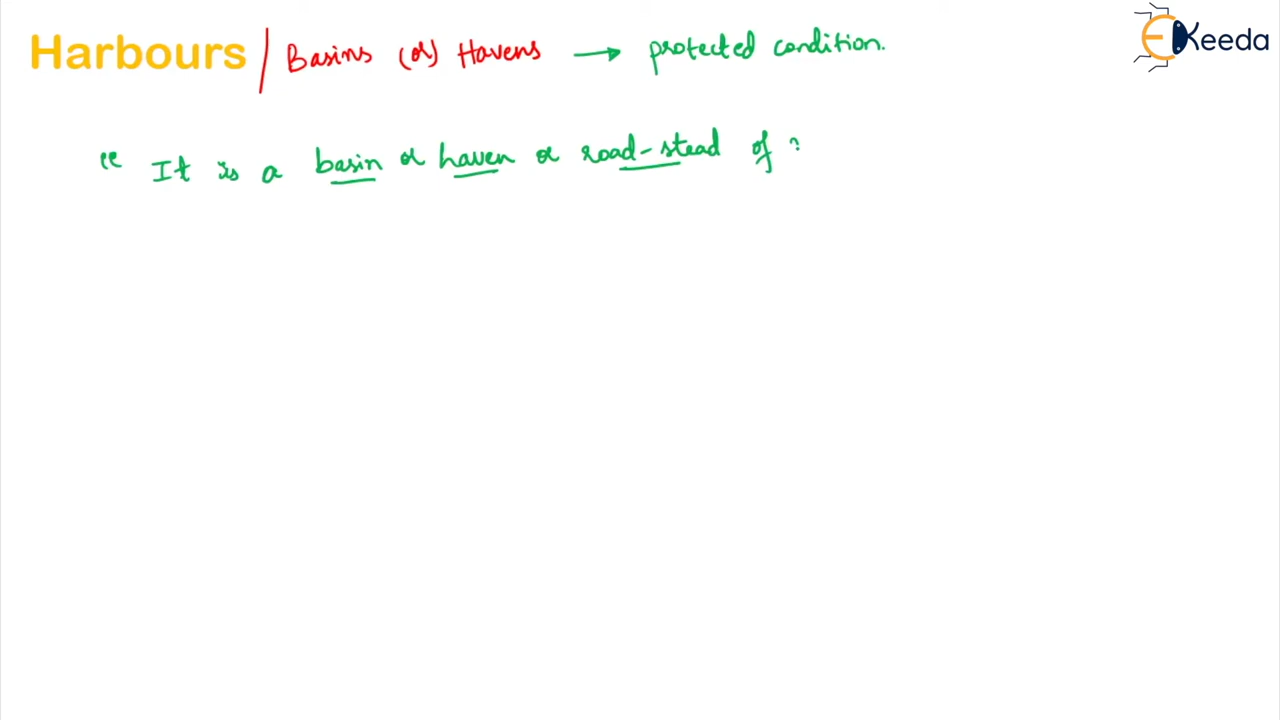 Harbours / Basins (or) Havens → protected condition.
EKeeda
“ It is a basin or haven or road-stead of